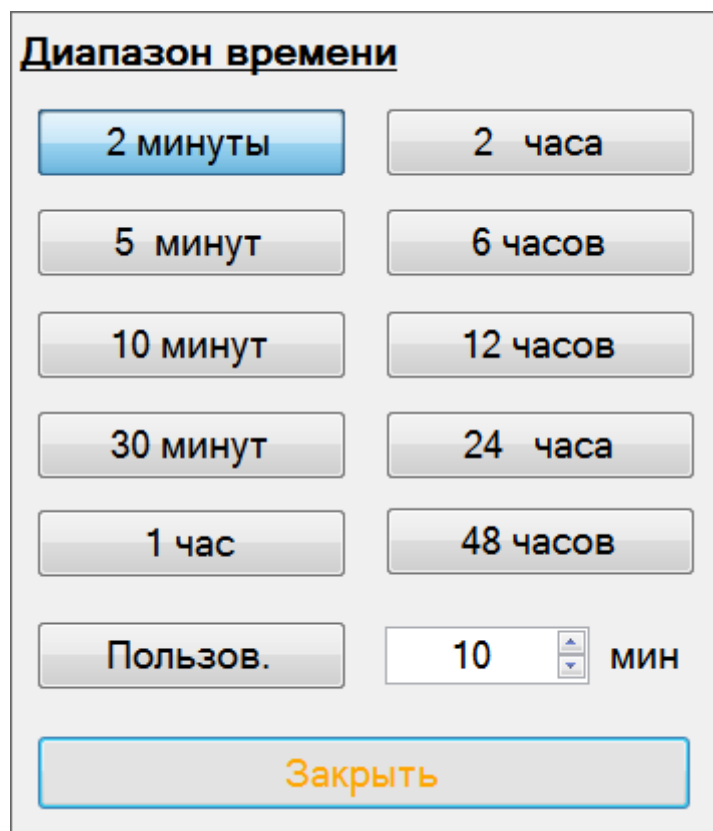 Диапазон времени
2 минуты 2 часа
5 минут 6 часов
10 минут 12 часов
30 минут 24 часа
1 час 48 часов
Пользов. 10 мин
Закрыть